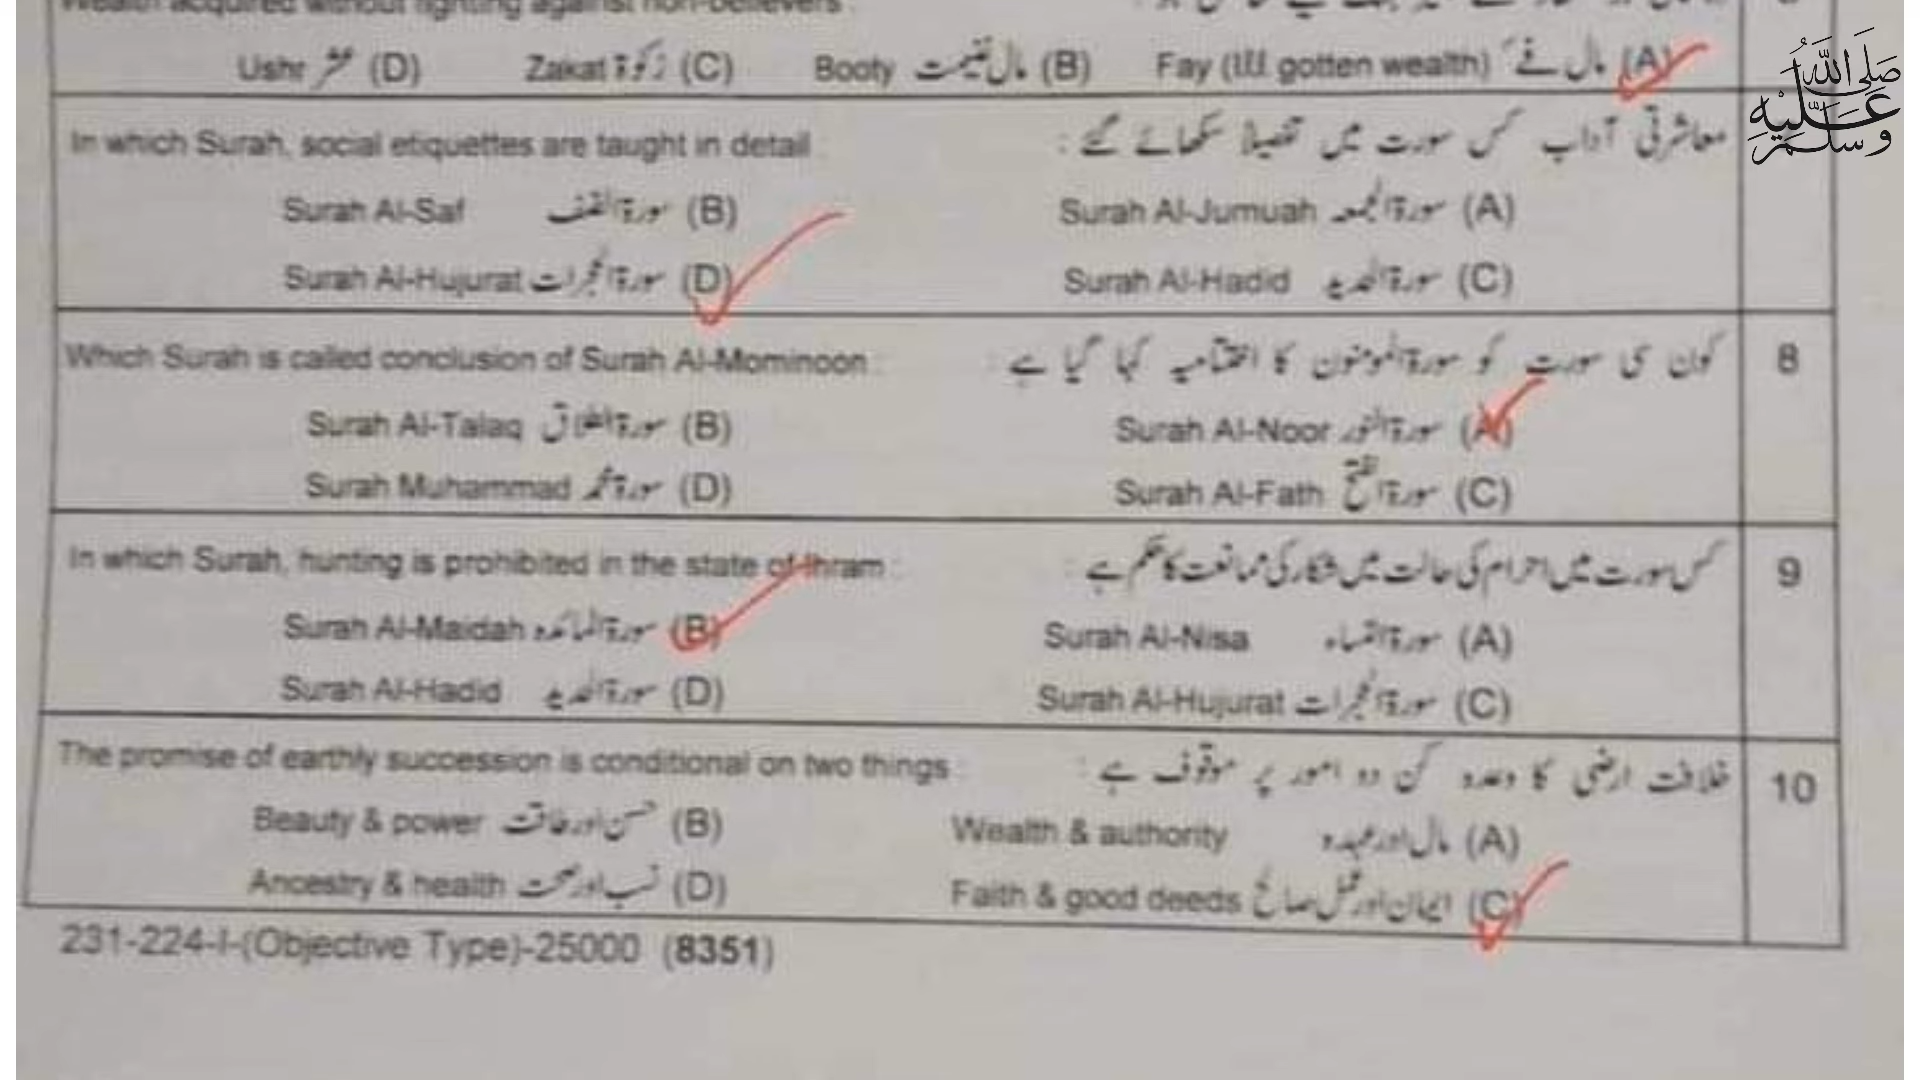 Wealth acquired without fighting against non-believers :
(A) مال فے Fay (Ill gotten wealth) (B) مال غنیمت Booty (C) زکوٰۃ Zakat (D) عشر Ushr
صَلَّى اللّٰهُ عَلَيْهِ وَسَلَّمَ
In which Surah, social etiquettes are taught in detail : معاشرتی آداب کس سورت میں تفصیلاً سکھائے گئے :
(A) سورۃ الجمعہ Surah Al-Jumuah (B) سورۃ الصف Surah Al-Saf
(C) سورۃ الحدید Surah Al-Hadid (D) سورۃ الحجرات Surah Al-Hujurat
8 Which Surah is called conclusion of Surah Al-Mominoon : کون سی سورت کو سورۃ المومنون کا اختتامیہ کہا گیا ہے :
(A) سورۃ النور Surah Al-Noor (B) سورۃ الطلاق Surah Al-Talaq
(C) سورۃ الفتح Surah Al-Fath (D) سورۃ محمد Surah Muhammad
9 In which Surah, hunting is prohibited in the state of Ihram : کس سورت میں احرام کی حالت میں شکار کی ممانعت کا حکم ہے :
(A) سورۃ النساء Surah Al-Nisa (B) سورۃ المائدہ Surah Al-Maidah
(C) سورۃ الحجرات Surah Al-Hujurat (D) سورۃ الحدید Surah Al-Hadid
10 The promise of earthly succession is conditional on two things : خلافت ارضی کا وعدہ کن دو امور پر موقوف ہے :
(A) مال اور عہدہ Wealth & authority (B) حسن اور طاقت Beauty & power
(C) ایمان اور عمل صالح Faith & good deeds (D) نسب اور صحت Ancestry & health
231-224-I-(Objective Type)-25000 (8351)